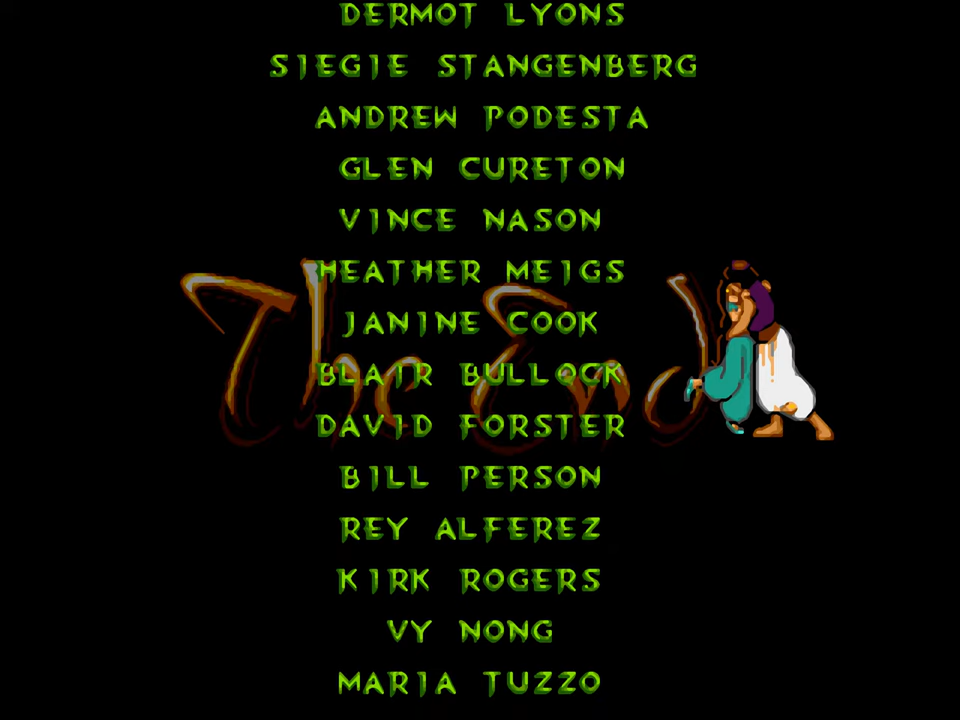 DERMOT LYONS
SIEGIE STANGENBERG
ANDREW PODESTA
GLEN CURETON
VINCE NASON
HEATHER MEIGS
JANINE COOK
BLAIR BULLOCK
DAVID FORSTER
BILL PERSON
REY ALFEREZ
KIRK ROGERS
VY NONG
MARIA TUZZO
The End